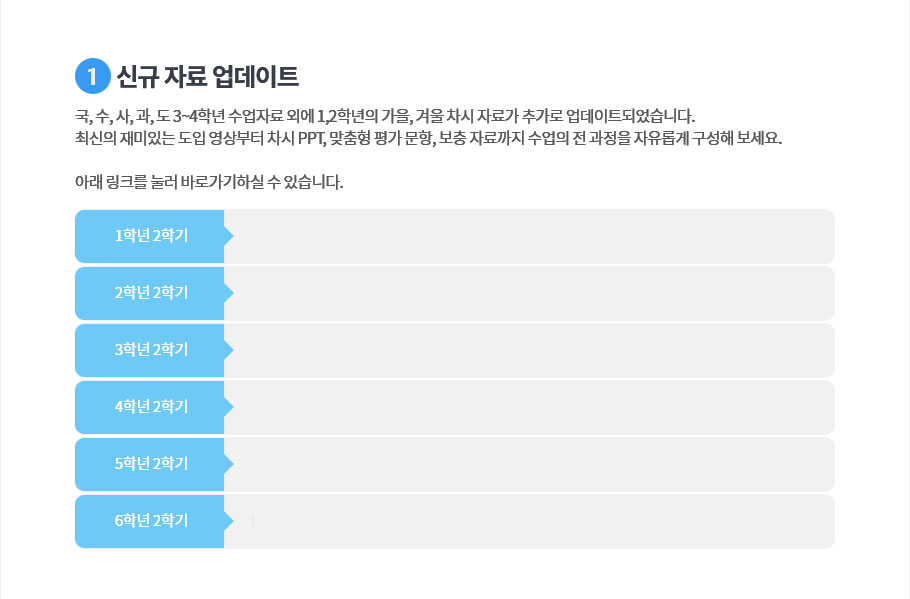 1 신규 자료 업데이트
국, 수, 사, 과, 도 3~4학년 수업자료 외에 1,2학년의 가을, 겨울 차시 자료가 추가로 업데이트되었습니다.
최신의 재미있는 도입 영상부터 차시 PPT, 맞춤형 평가 문항, 보충 자료까지 수업의 전 과정을 자유롭게 구성해 보세요.
아래 링크를 눌러 바로가기하실 수 있습니다.
1학년 2학기
2학년 2학기
3학년 2학기
4학년 2학기
5학년 2학기
6학년 2학기